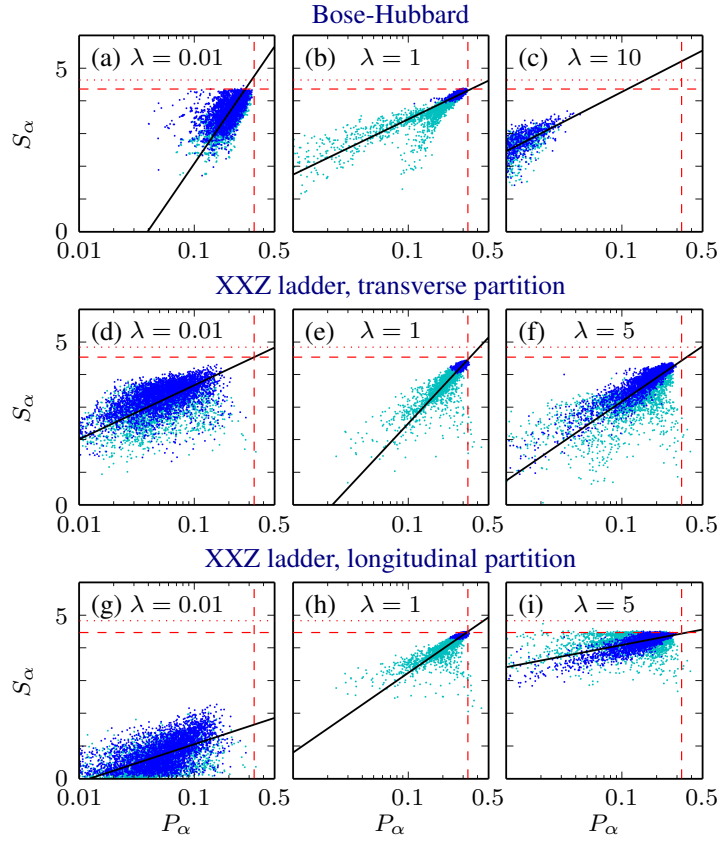 Bose-Hubbard
(a) λ = 0.01
(b) λ = 1
(c) λ = 10
5
0
S_α
0.01 0.1 0.5
0.1 0.5
0.1 0.5
XXZ ladder, transverse partition
(d) λ = 0.01
(e) λ = 1
(f) λ = 5
5
0
S_α
0.01 0.1 0.5
0.1 0.5
0.1 0.5
XXZ ladder, longitudinal partition
(g) λ = 0.01
(h) λ = 1
(i) λ = 5
5
0
S_α
0.01 0.1 0.5
0.1 0.5
0.1 0.5
P_α
P_α
P_α